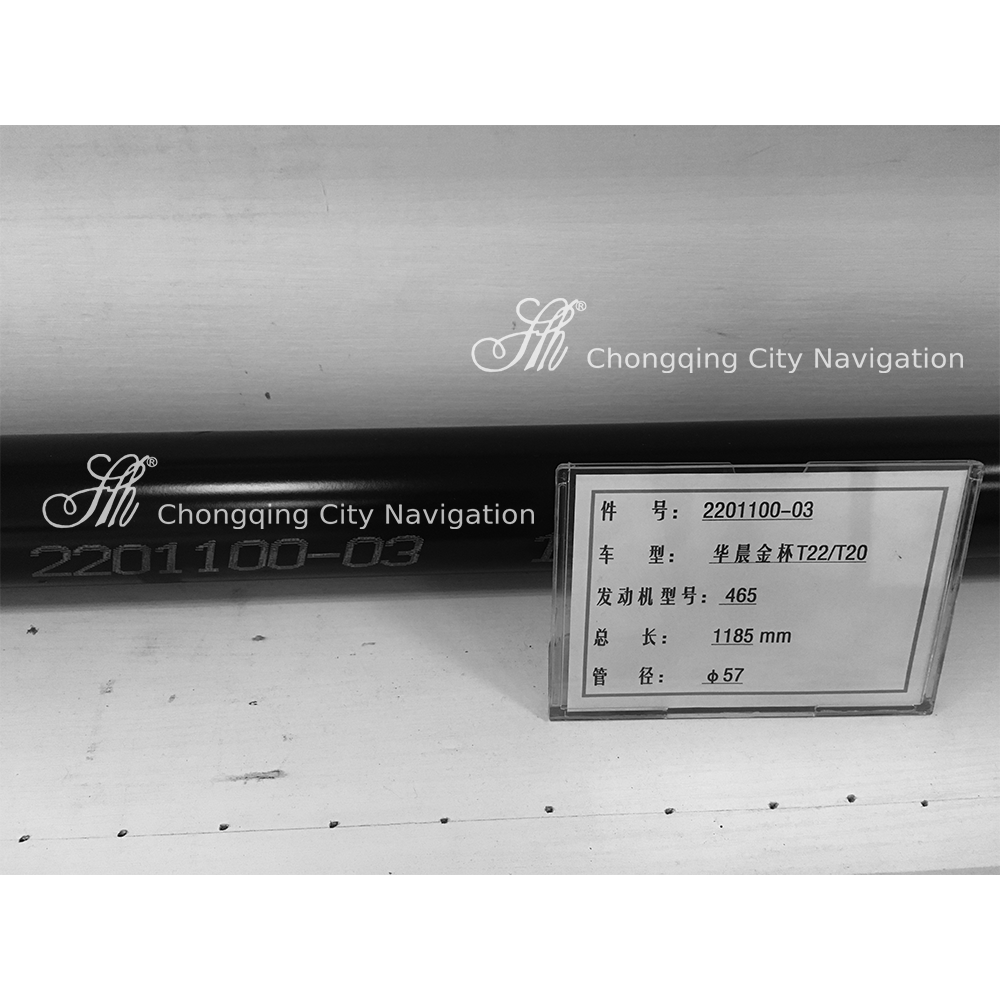 Chongqing City Navigation
Chongqing City Navigation
2201100-03
件 号: 2201100-03
车 型: 华晨金杯T22/T20
发动机型号: 465
总 长: 1185 mm
管 径: φ57